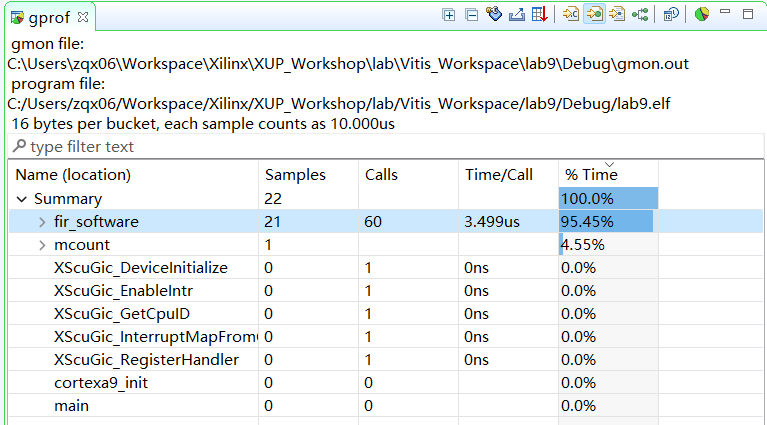 gprof
gmon file:
C:\Users\zqx06\Workspace\Xilinx\XUP_Workshop\lab\Vitis_Workspace\lab9\Debug\gmon.out
program file:
C:/Users/zqx06/Workspace/Xilinx/XUP_Workshop/lab/Vitis_Workspace/lab9/Debug/lab9.elf
16 bytes per bucket, each sample counts as 10.000us
type filter text
Name (location) Samples Calls Time/Call % Time
Summary 22 100.0%
fir_software 21 60 3.499us 95.45%
mcount 1 4.55%
XScuGic_DeviceInitialize 0 1 0ns 0.0%
XScuGic_EnableIntr 0 1 0ns 0.0%
XScuGic_GetCpuID 0 1 0ns 0.0%
XScuGic_InterruptMapFrom 0 1 0ns 0.0%
XScuGic_RegisterHandler 0 1 0ns 0.0%
cortexa9_init 0 0 0.0%
main 0 0 0.0%